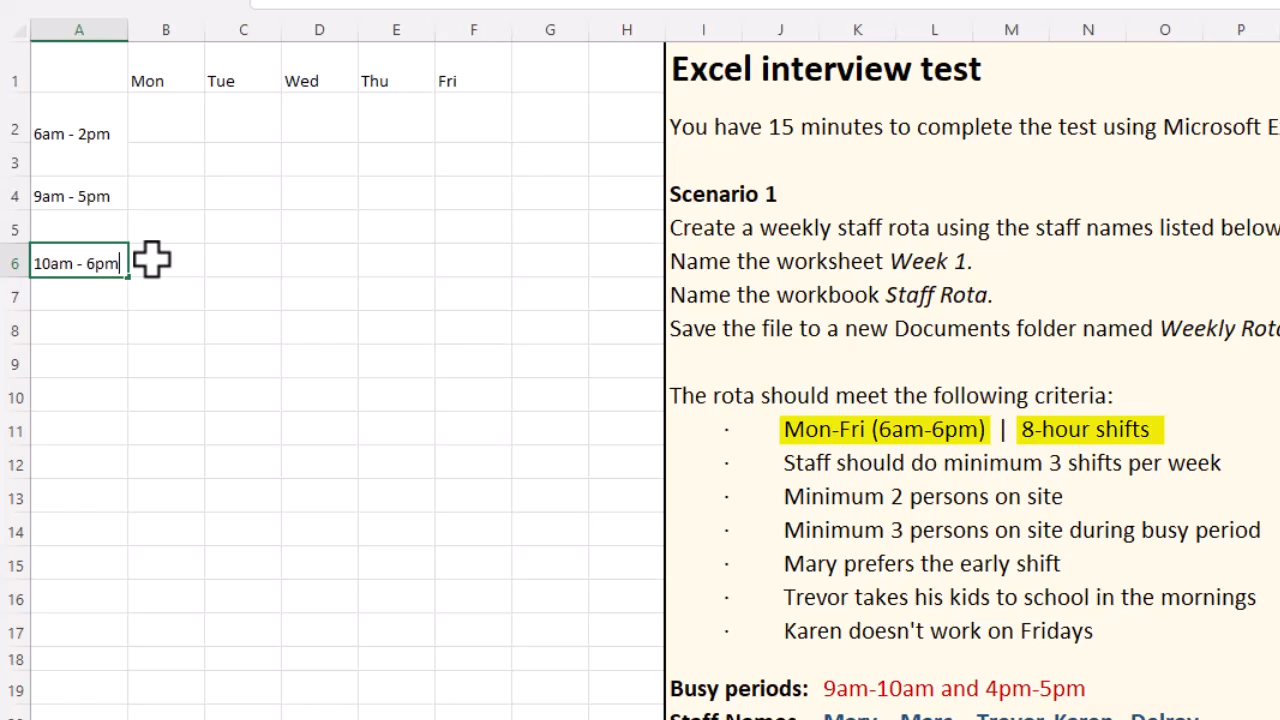 A B C D E F G H I J K L M N O P
1 Mon Tue Wed Thu Fri
2 6am - 2pm
3
4 9am - 5pm
5
6 10am - 6pm
7
8
9
10
11
12
13
14
15
16
17
18
19
Excel interview test
You have 15 minutes to complete the test using Microsoft
Scenario 1
Create a weekly staff rota using the staff names listed below
Name the worksheet Week 1.
Name the workbook Staff Rota.
Save the file to a new Documents folder named Weekly
The rota should meet the following criteria:
· Mon-Fri (6am-6pm) | 8-hour shifts
· Staff should do minimum 3 shifts per week
· Minimum 2 persons on site
· Minimum 3 persons on site during busy period
· Mary prefers the early shift
· Trevor takes his kids to school in the mornings
· Karen doesn't work on Fridays
Busy periods: 9am-10am and 4pm-5pm